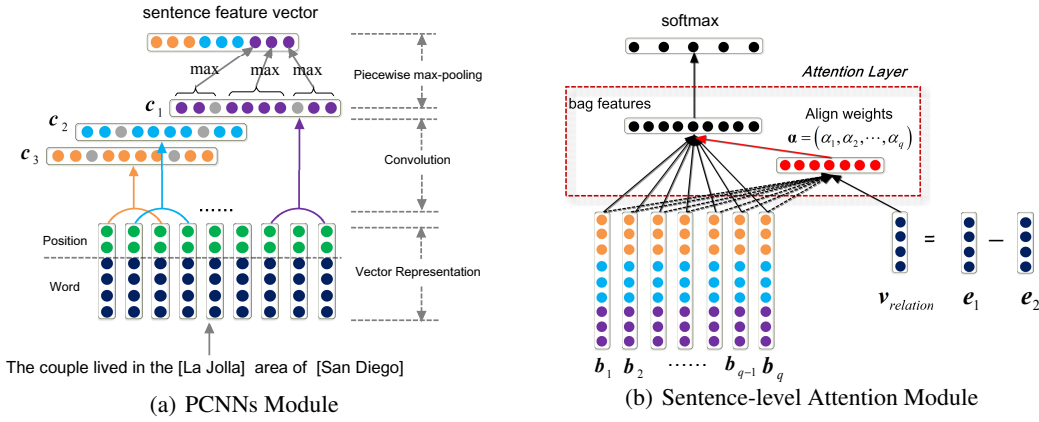 sentence feature vector
max
max
max
Piecewise max-pooling
c1
c2
c3
Convolution
......
Position
Word
Vector Representation
The couple lived in the [La Jolla] area of [San Diego]
(a) PCNNs Module
softmax
Attention Layer
bag features
Align weights
α = (α1, α2, ⋯, αq)
= −
vrelation e1 e2
b1 b2 ...... bq−1 bq
(b) Sentence-level Attention Module